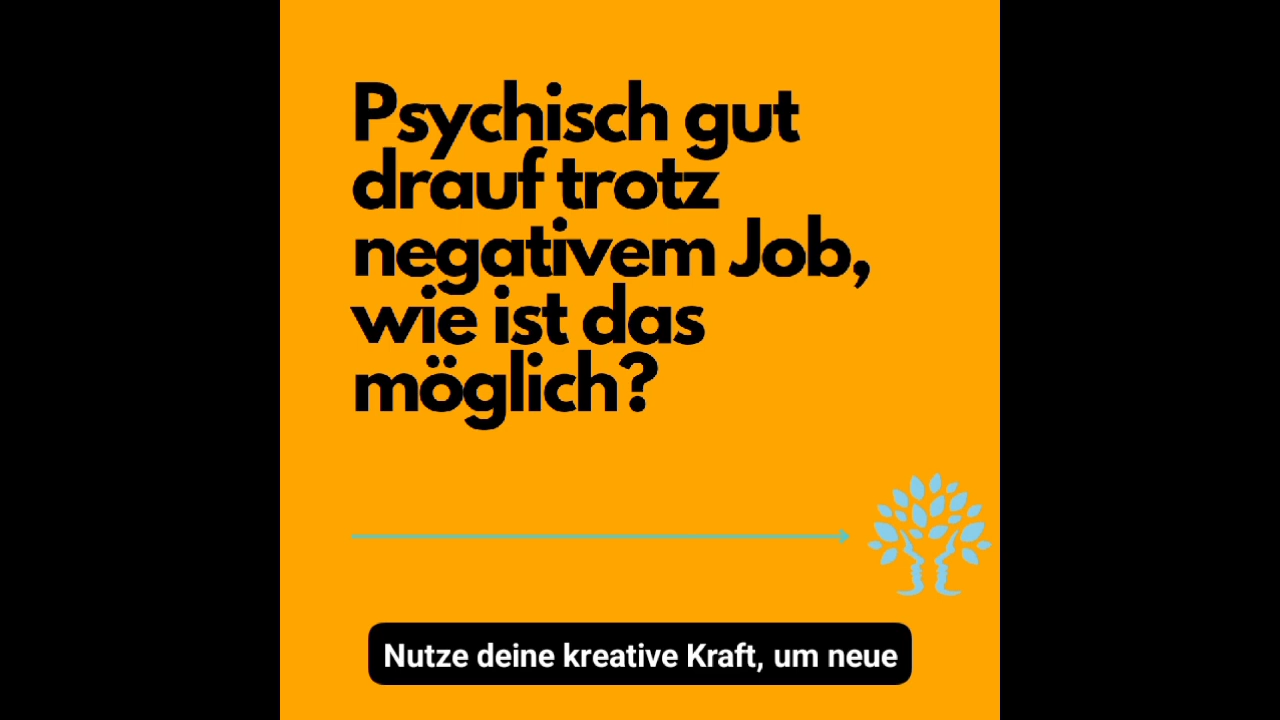 Psychisch gut
drauf trotz
negativem Job,
wie ist das
möglich?
Nutze deine kreative Kraft, um neue